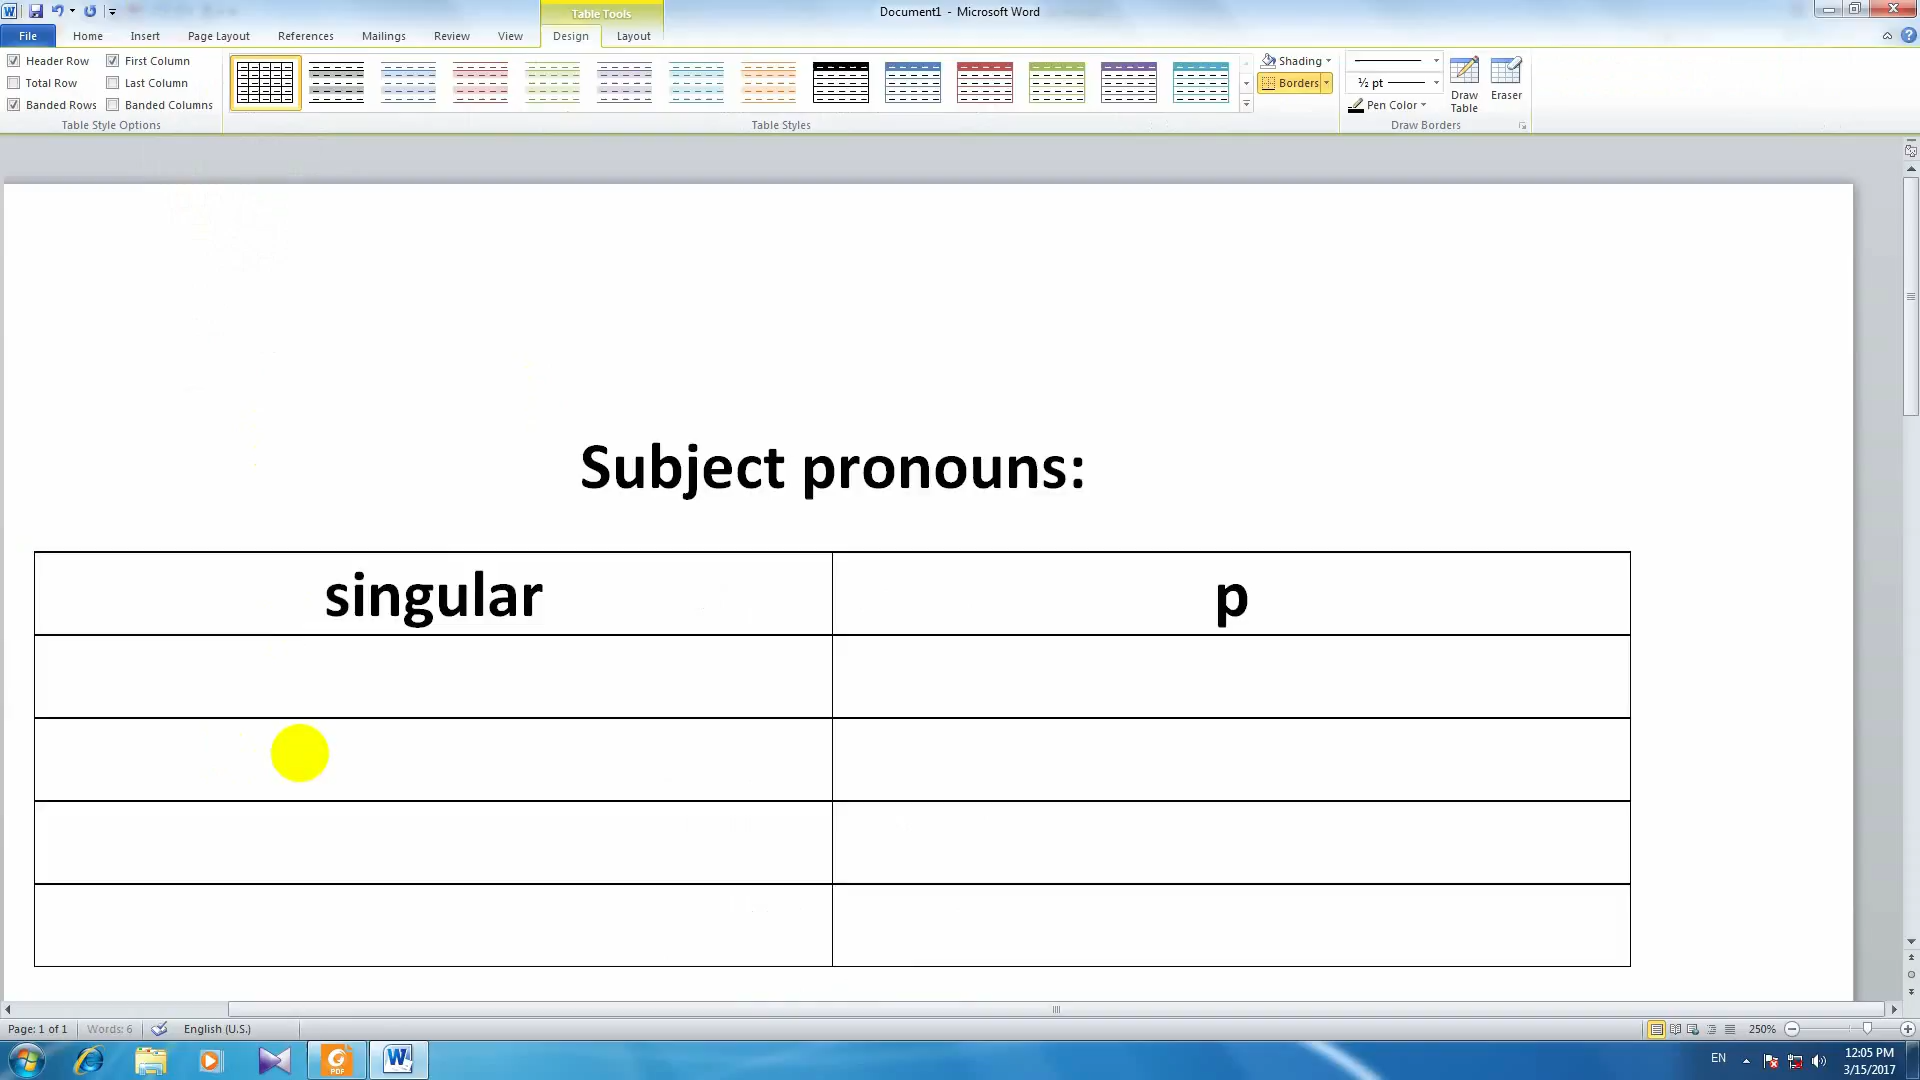 Table Tools
Document1 - Microsoft Word
File Home Insert Page Layout References Mailings Review View Design Layout
Header Row First Column
Total Row Last Column
Banded Rows Banded Columns
Table Style Options
Table Styles
Shading
Borders
½ pt
Pen Color
Draw Table
Eraser
Draw Borders
Subject pronouns:
singular p
Page: 1 of 1 Words: 6 English (U.S.) 250%
EN 12:05 PM
3/15/2017